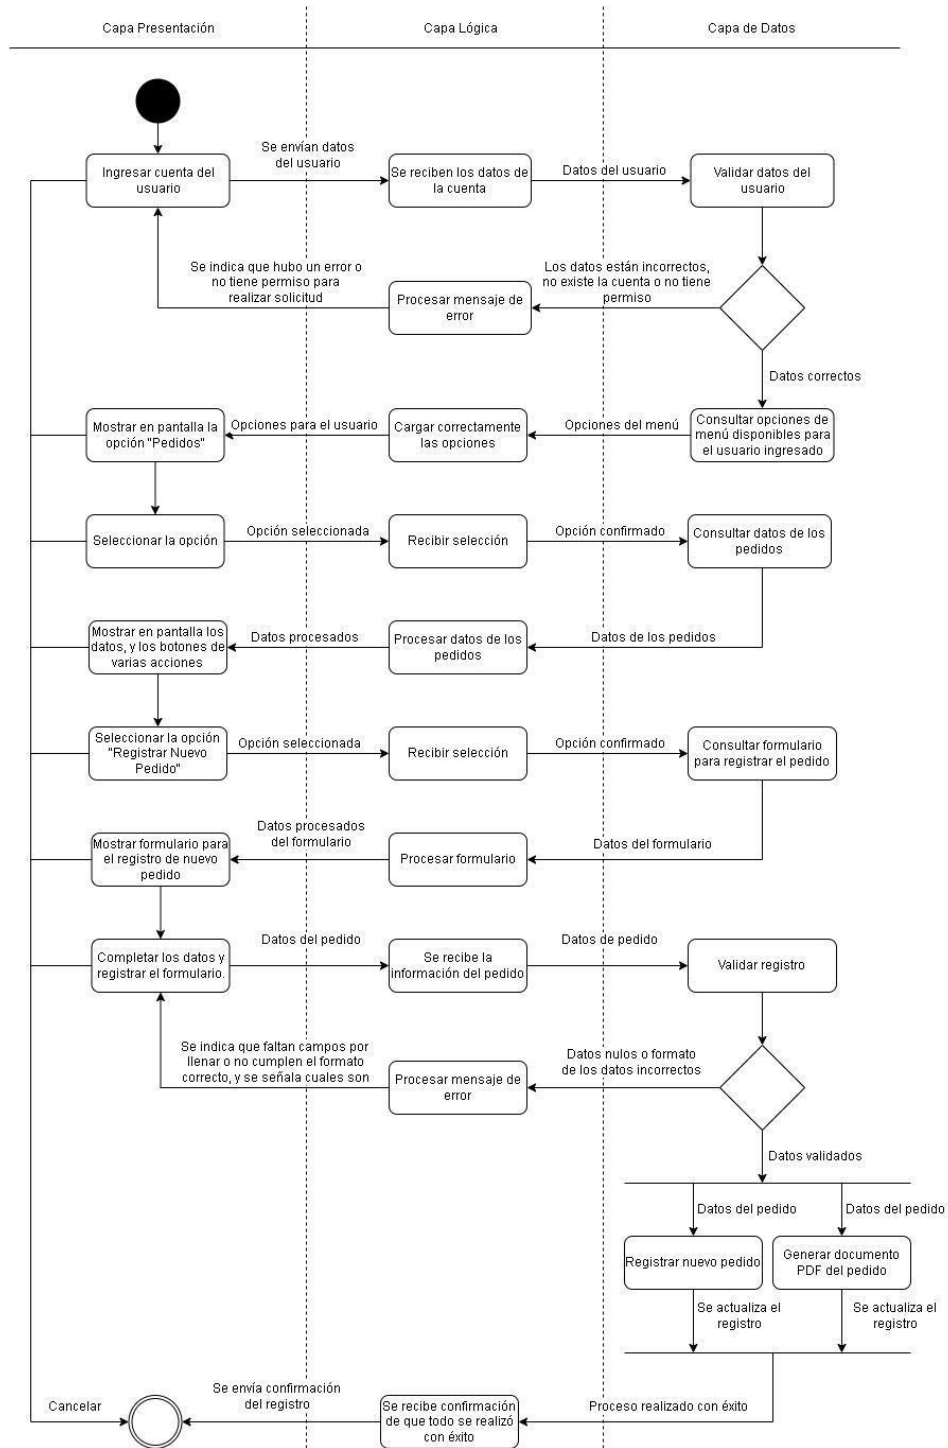 Capa Presentación
Capa Lógica
Capa de Datos
Se envían datos
del usuario
Ingresar cuenta del
usuario
Se reciben los datos de
la cuenta
Datos del usuario
Validar datos del
usuario
Se indica que hubo un error o
no tiene permiso para
realizar solicitud
Procesar mensaje de
error
Los datos están incorrectos,
no existe la cuenta o no tiene
permiso
Datos correctos
Mostrar en pantalla la
opción "Pedidos"
Opciones para el usuario
Cargar correctamente
las opciones
Opciones del menú
Consultar opciones de
menú disponibles para
el usuario ingresado
Seleccionar la opción
Opción seleccionada
Recibir selección
Opción confirmado
Consultar datos de los
pedidos
Mostrar en pantalla los
datos, y los botones de
varias acciones
Datos procesados
Procesar datos de los
pedidos
Datos de los pedidos
Seleccionar la opción
"Registrar Nuevo
Pedido"
Opción seleccionada
Recibir selección
Opción confirmado
Consultar formulario
para registrar el pedido
Mostrar formulario para
el registro de nuevo
pedido
Datos procesados
del formulario
Procesar formulario
Datos del formulario
Completar los datos y
registrar el formulario.
Datos del pedido
Se recibe la
información del pedido
Datos de pedido
Validar registro
Se indica que faltan campos por
llenar o no cumplen el formato
correcto, y se señala cuales son
Procesar mensaje de
error
Datos nulos o formato
de los datos incorrectos
Datos validados
Datos del pedido
Datos del pedido
Registrar nuevo pedido
Generar documento
PDF del pedido
Se actualiza el
registro
Se actualiza el
registro
Cancelar
Se envía confirmación
del registro
Se recibe confirmación
de que todo se realizó
con éxito
Proceso realizado con éxito